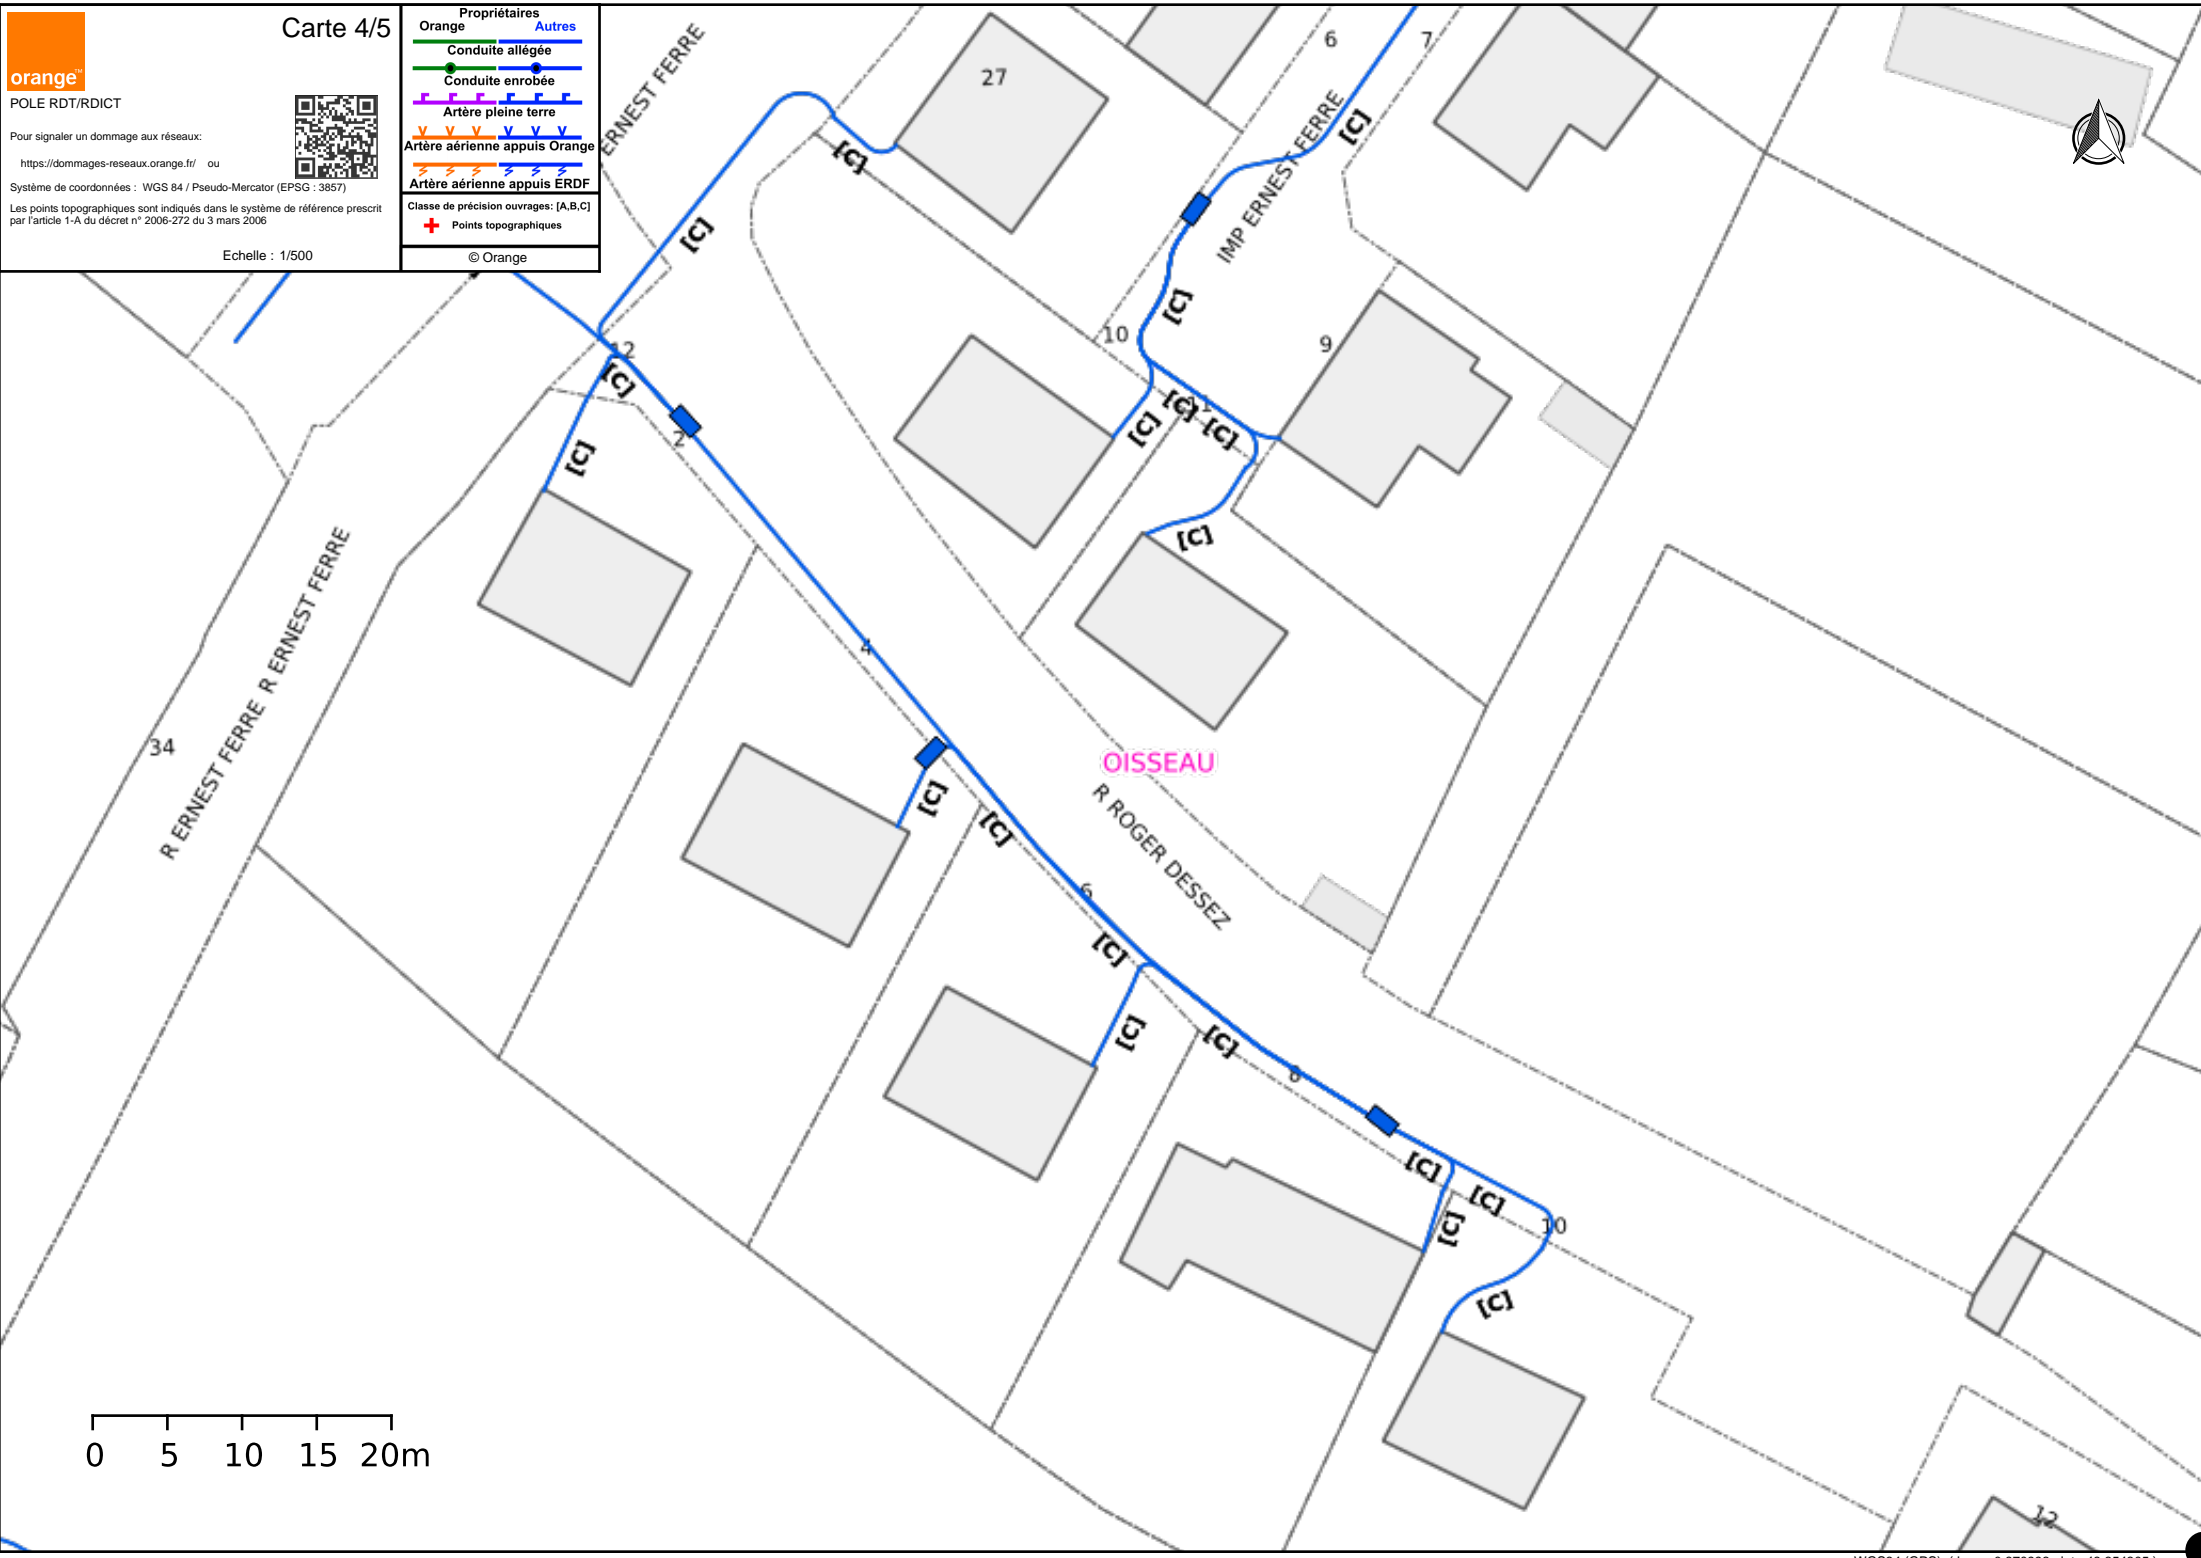 Carte 4/5
orange™
POLE RDT/RDICT
Pour signaler un dommage aux réseaux:
https://dommages-reseaux.orange.fr/ ou
Système de coordonnées : WGS 84 / Pseudo-Mercator (EPSG : 3857)
Les points topographiques sont indiqués dans le système de référence prescrit
par l'article 1-A du décret n° 2006-272 du 3 mars 2006
Echelle : 1/500
Propriétaires
Orange Autres
Conduite allégée
Conduite enrobée
Artère pleine terre
Artère aérienne appuis Orange
Artère aérienne appuis ERDF
Classe de précision ouvrages: [A,B,C]
Points topographiques
© Orange
ERNEST FERRE
27
6
7
[C]
[C]
IMP ERNEST FERRE
[C]
[C]
10
9
12
[C]
[C]
[C]
[C]
2
[C]
[C]
R ERNEST FERRE
R ERNEST FERRE
34
4
OISSEAU
R ROGER DESSEZ
[C]
[C]
6
[C]
[C]
[C]
8
[C]
[C]
[C]
10
[C]
0 5 10 15 20m
12